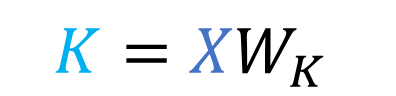 K = XW_K